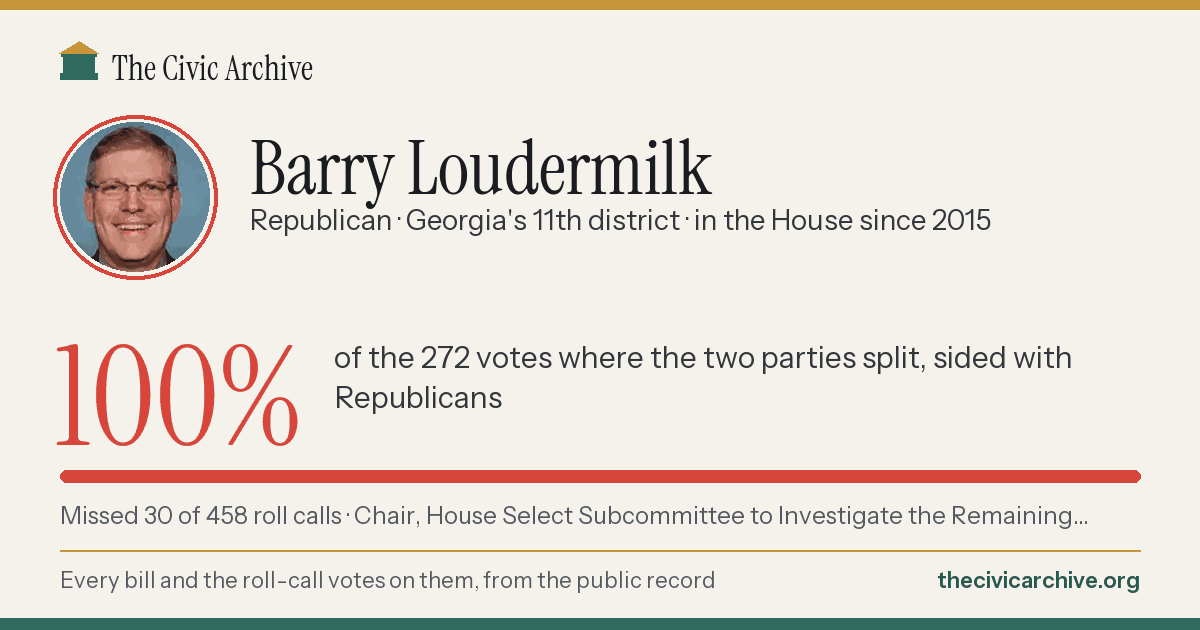 The Civic Archive
Barry Loudermilk
Republican · Georgia's 11th district · in the House since 2015
100%
of the 272 votes where the two parties split, sided with
Republicans
Missed 30 of 458 roll calls · Chair, House Select Subcommittee to Investigate the Remaining...
Every bill and the roll-call votes on them, from the public record
thecivicarchive.org